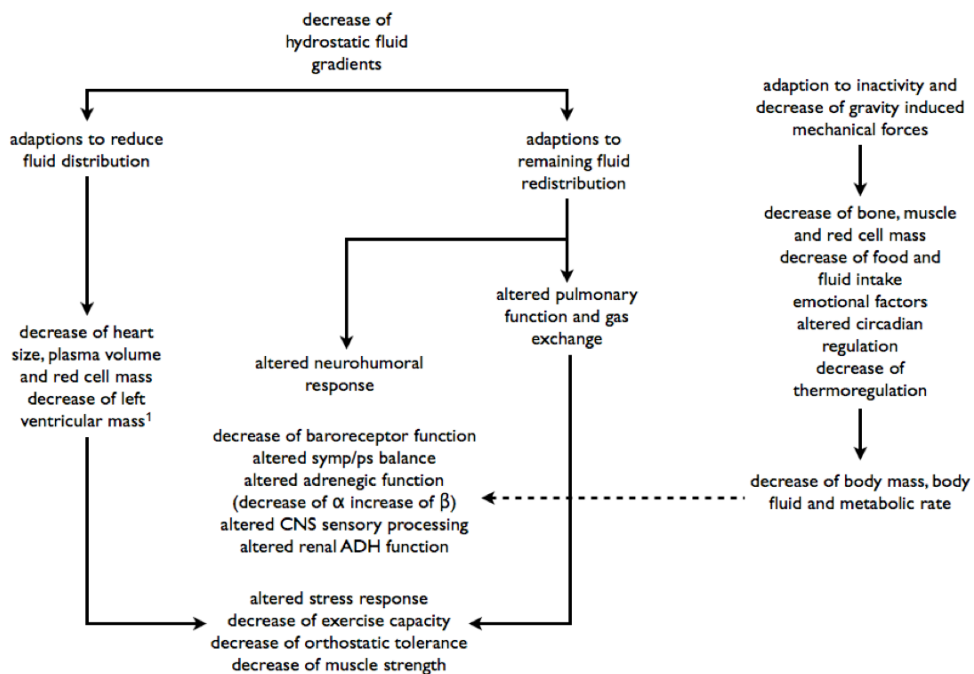 decrease of
hydrostatic fluid
gradients
adaptions to reduce
fluid distribution
adaptions to
remaining fluid
redistribution
adaption to inactivity and
decrease of gravity induced
mechanical forces
decrease of heart
size, plasma volume
and red cell mass
decrease of left
ventricular mass¹
altered neurohumoral
response
altered pulmonary
function and gas
exchange
decrease of bone, muscle
and red cell mass
decrease of food and
fluid intake
emotional factors
altered circadian
regulation
decrease of
thermoregulation
decrease of baroreceptor function
altered symp/ps balance
altered adrenegic function
(decrease of α increase of β)
altered CNS sensory processing
altered renal ADH function
decrease of body mass, body
fluid and metabolic rate
altered stress response
decrease of exercise capacity
decrease of orthostatic tolerance
decrease of muscle strength